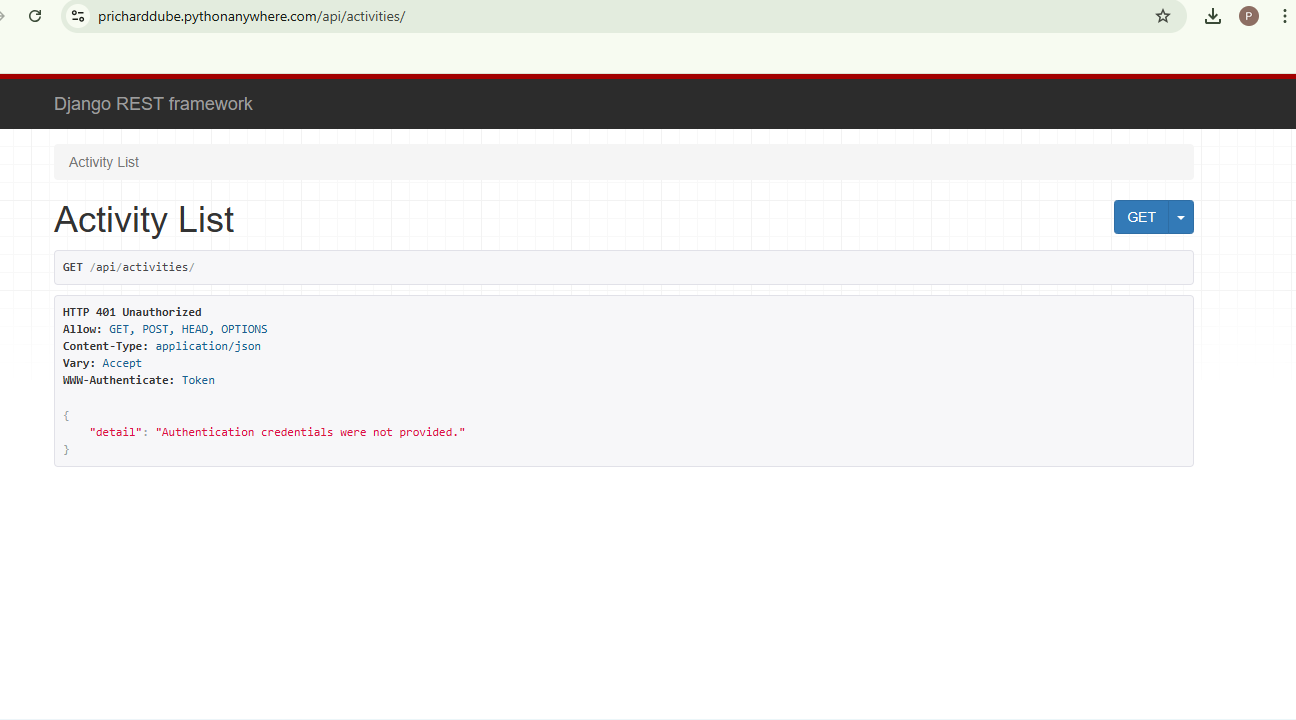 pricharddube.pythonanywhere.com/api/activities/
P
Django REST framework
Activity List
Activity List
GET
GET /api/activities/
HTTP 401 Unauthorized
Allow: GET, POST, HEAD, OPTIONS
Content-Type: application/json
Vary: Accept
WWW-Authenticate: Token
{
    "detail": "Authentication credentials were not provided."
}